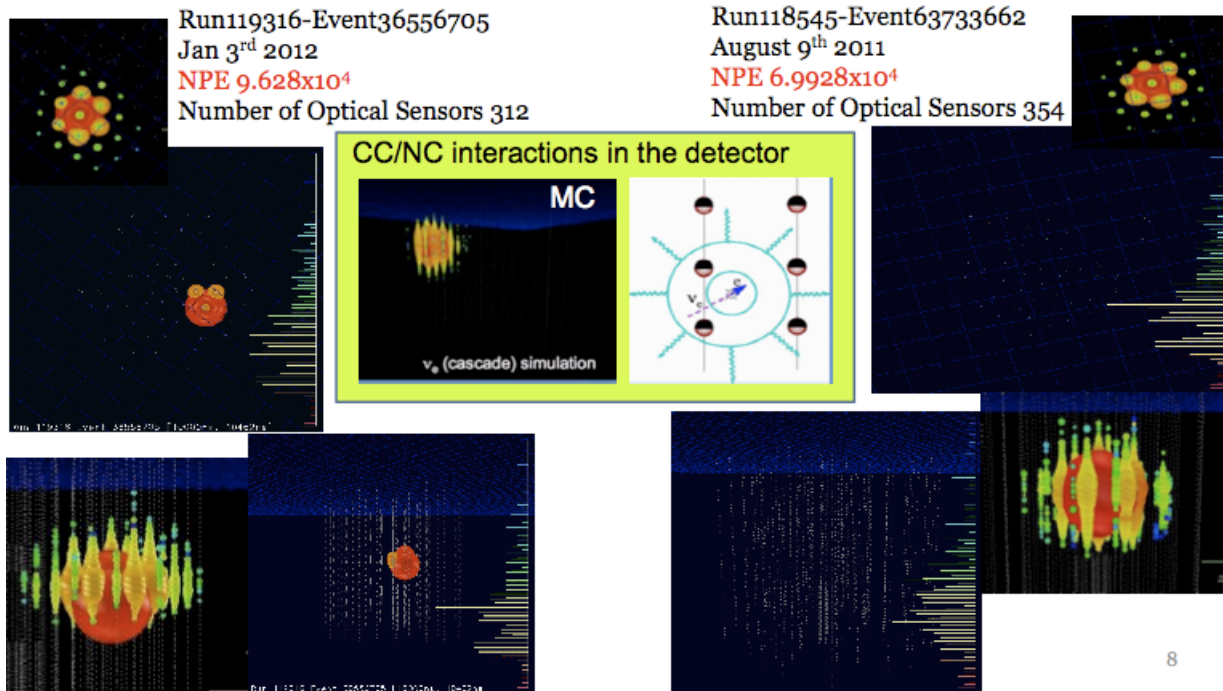 Run119316-Event36556705
Jan 3rd 2012
NPE 9.628x10⁴
Number of Optical Sensors 312
Run118545-Event63733662
August 9th 2011
NPE 6.9928x10⁴
Number of Optical Sensors 354
CC/NC interactions in the detector
MC
νe (cascade) simulation
νe
e
8